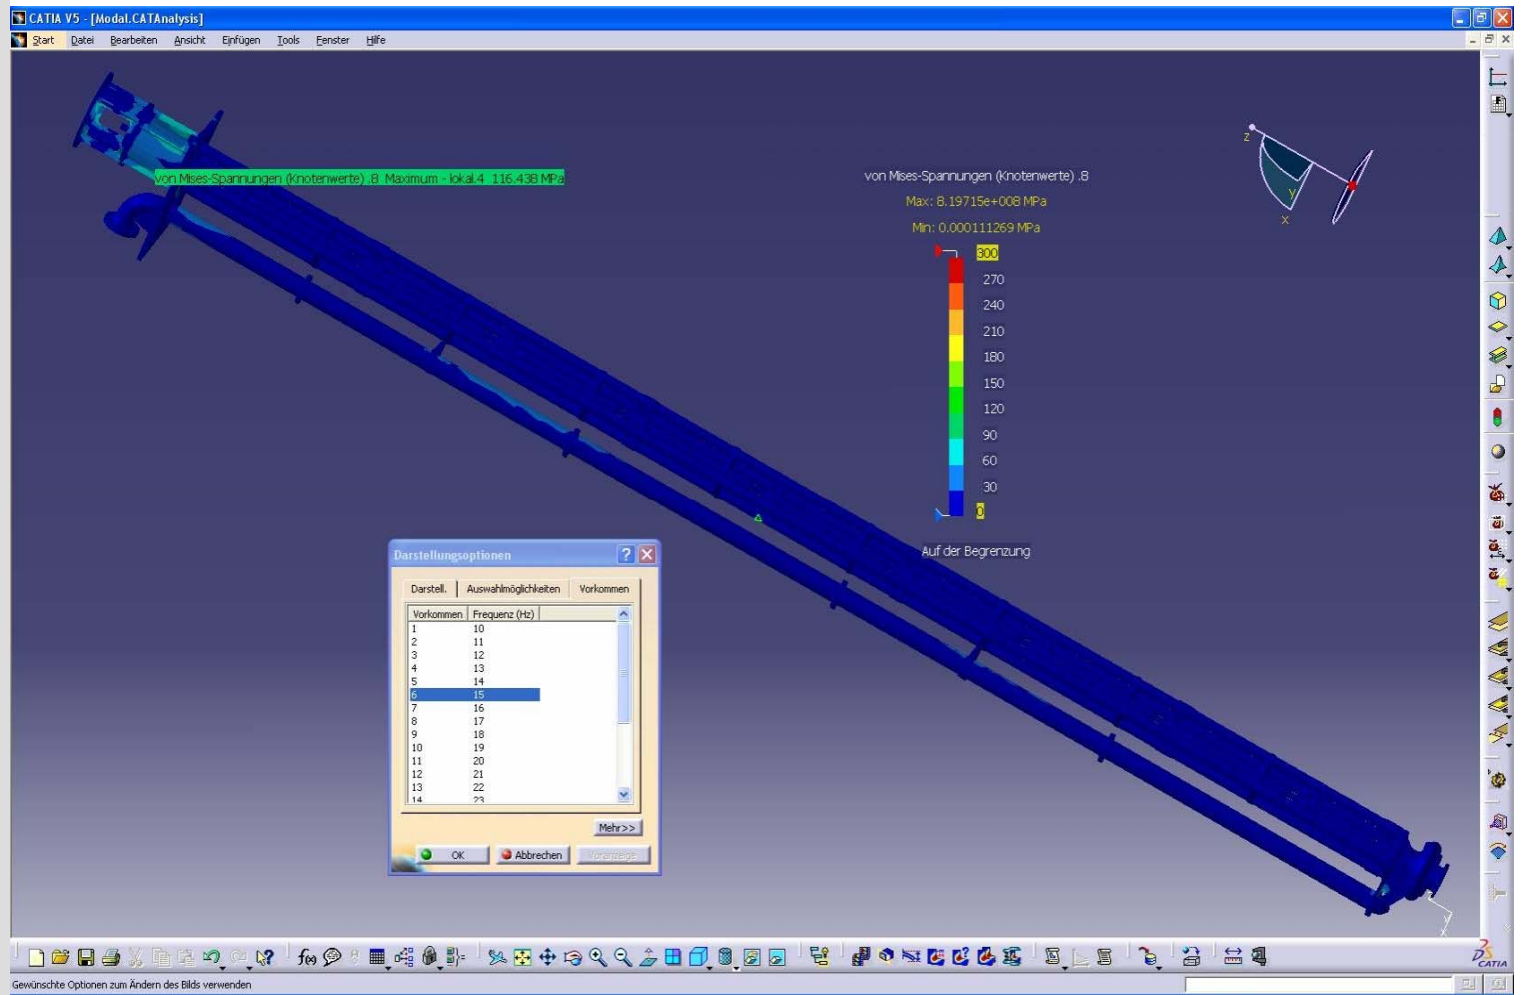 CATIA V5 - [Modal.CATAnalysis]
Start Datei Bearbeiten Ansicht Einfügen Tools Fenster Hilfe
von Mises-Spannungen (Knotenwerte) .8 Maximum - lokal.4 116.438 MPa
von Mises-Spannungen (Knotenwerte) .8
Max: 8.19715e+008 MPa
Min: 0.000111269 MPa
300
270
240
210
180
150
120
90
60
30
0
Auf der Begrenzung
z
y
x
Darstellungsoptionen
Darstell. Auswahlmöglichkeiten Vorkommen
Vorkommen Frequenz (Hz)
1 10
2 11
3 12
4 13
5 14
6 15
7 16
8 17
9 18
10 19
11 20
12 21
13 22
14 23
Mehr>>
OK Abbrechen Voranzeige
y
f(x)
CATIA
Gewünschte Optionen zum Ändern des Bilds verwenden